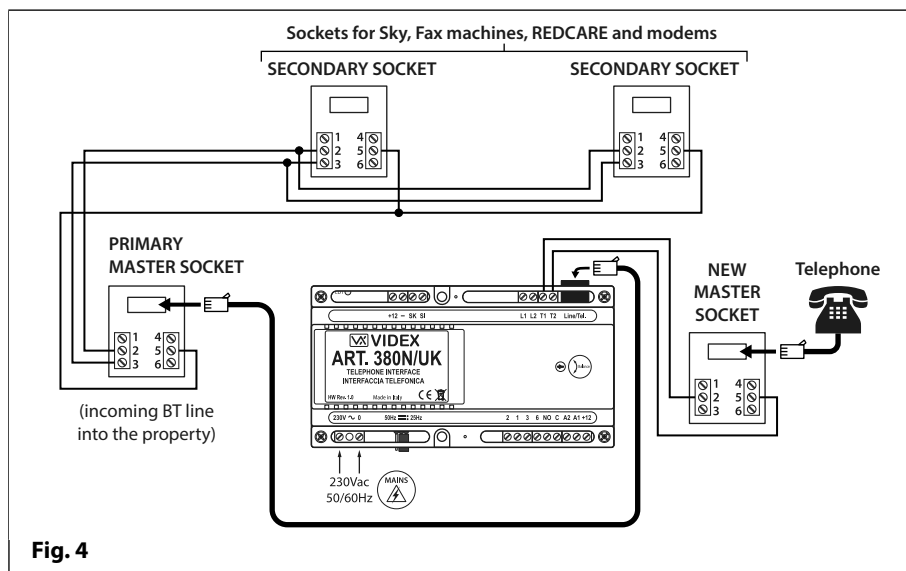 Sockets for Sky, Fax machines, REDCARE and modems
SECONDARY SOCKET
SECONDARY SOCKET
1 4
2 5
3 6
1 4
2 5
3 6
PRIMARY
MASTER SOCKET
1 4
2 5
3 6
(incoming BT line
into the property)
+12 – SK SI
L1 L2 T1 T2 Line/Tel.
VIDEX
ART. 380N/UK
TELEPHONE INTERFACE
INTERFACCIA TELEFONICA
HW Rev. 1.0 Made in Italy CE
230V ~ 0 50Hz 25Hz
2 1 3 6 NO C A2 A1 +12
230Vac
50/60Hz
MAINS
NEW
MASTER
SOCKET
1 4
2 5
3 6
Telephone
Fig. 4